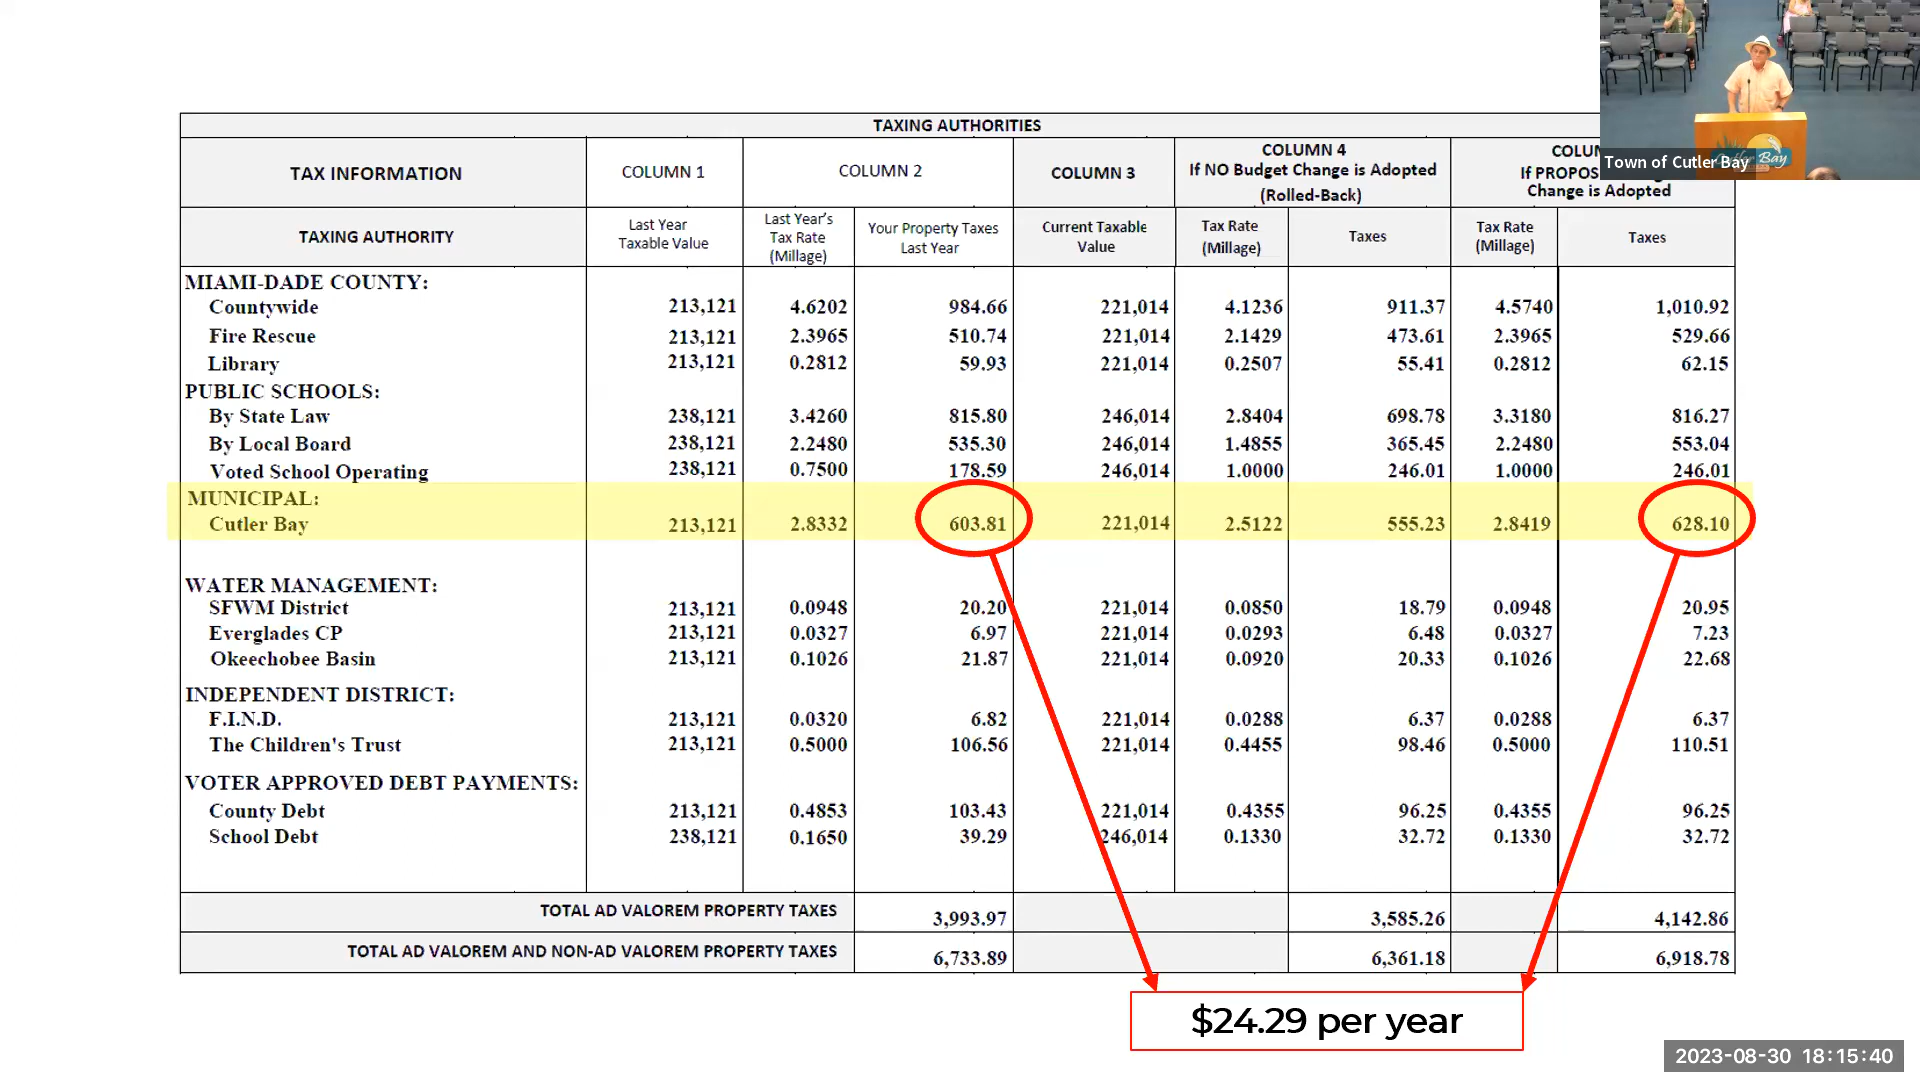 TAXING AUTHORITIES
TAX INFORMATION COLUMN 1 COLUMN 2 COLUMN 3 COLUMN 4 If NO Budget Change is Adopted (Rolled-Back) If PROPOS Change is Adopted
TAXING AUTHORITY Last Year Taxable Value Last Year's Tax Rate (Millage) Your Property Taxes Last Year Current Taxable Value Tax Rate (Millage) Taxes Tax Rate (Millage) Taxes
MIAMI-DADE COUNTY:
Countywide 213,121 4.6202 984.66 221,014 4.1236 911.37 4.5740 1,010.92
Fire Rescue 213,121 2.3965 510.74 221,014 2.1429 473.61 2.3965 529.66
Library 213,121 0.2812 59.93 221,014 0.2507 55.41 0.2812 62.15
PUBLIC SCHOOLS:
By State Law 238,121 3.4260 815.80 246,014 2.8404 698.78 3.3180 816.27
By Local Board 238,121 2.2480 535.30 246,014 1.4855 365.45 2.2480 553.04
Voted School Operating 238,121 0.7500 178.59 246,014 1.0000 246.01 1.0000 246.01
MUNICIPAL:
Cutler Bay 213,121 2.8332 603.81 221,014 2.5122 555.23 2.8419 628.10
WATER MANAGEMENT:
SFWM District 213,121 0.0948 20.20 221,014 0.0850 18.79 0.0948 20.95
Everglades CP 213,121 0.0327 6.97 221,014 0.0293 6.48 0.0327 7.23
Okeechobee Basin 213,121 0.1026 21.87 221,014 0.0920 20.33 0.1026 22.68
INDEPENDENT DISTRICT:
F.I.N.D. 213,121 0.0320 6.82 221,014 0.0288 6.37 0.0288 6.37
The Children's Trust 213,121 0.5000 106.56 221,014 0.4455 98.46 0.5000 110.51
VOTER APPROVED DEBT PAYMENTS:
County Debt 213,121 0.4853 103.43 221,014 0.4355 96.25 0.4355 96.25
School Debt 238,121 0.1650 39.29 246,014 0.1330 32.72 0.1330 32.72
TOTAL AD VALOREM PROPERTY TAXES 3,993.97 3,585.26 4,142.86
TOTAL AD VALOREM AND NON-AD VALOREM PROPERTY TAXES 6,733.89 6,361.18 6,918.78
$24.29 per year
Town of Cutler Bay
2023-08-30 18:15:40